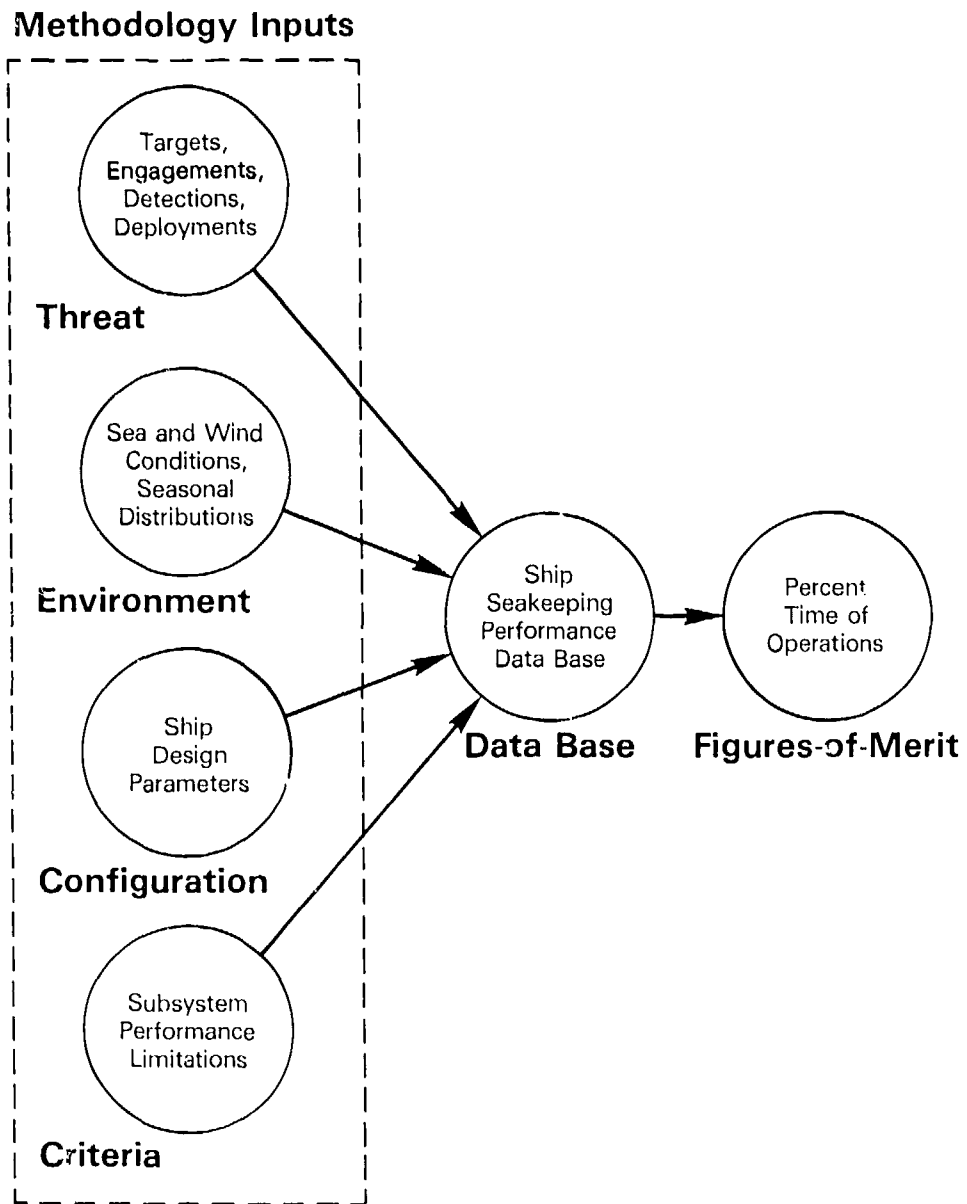 Methodology Inputs
Targets,
Engagements,
Detections,
Deployments
Threat
Sea and Wind
Conditions,
Seasonal
Distributions
Environment
Ship
Design
Parameters
Configuration
Subsystem
Performance
Limitations
Criteria
Ship
Seakeeping
Performance
Data Base
Data Base
Percent
Time of
Operations
Figures-of-Merit